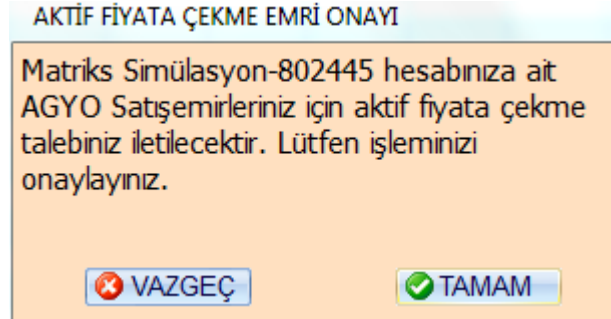 AKTİF FİYATA ÇEKME EMRİ ONAYI
Matriks Simülasyon-802445 hesabınıza ait
AGYO Satışemirleriniz için aktif fiyata çekme
talebiniz iletilecektir. Lütfen işleminizi
onaylayınız.
VAZGEÇ
TAMAM